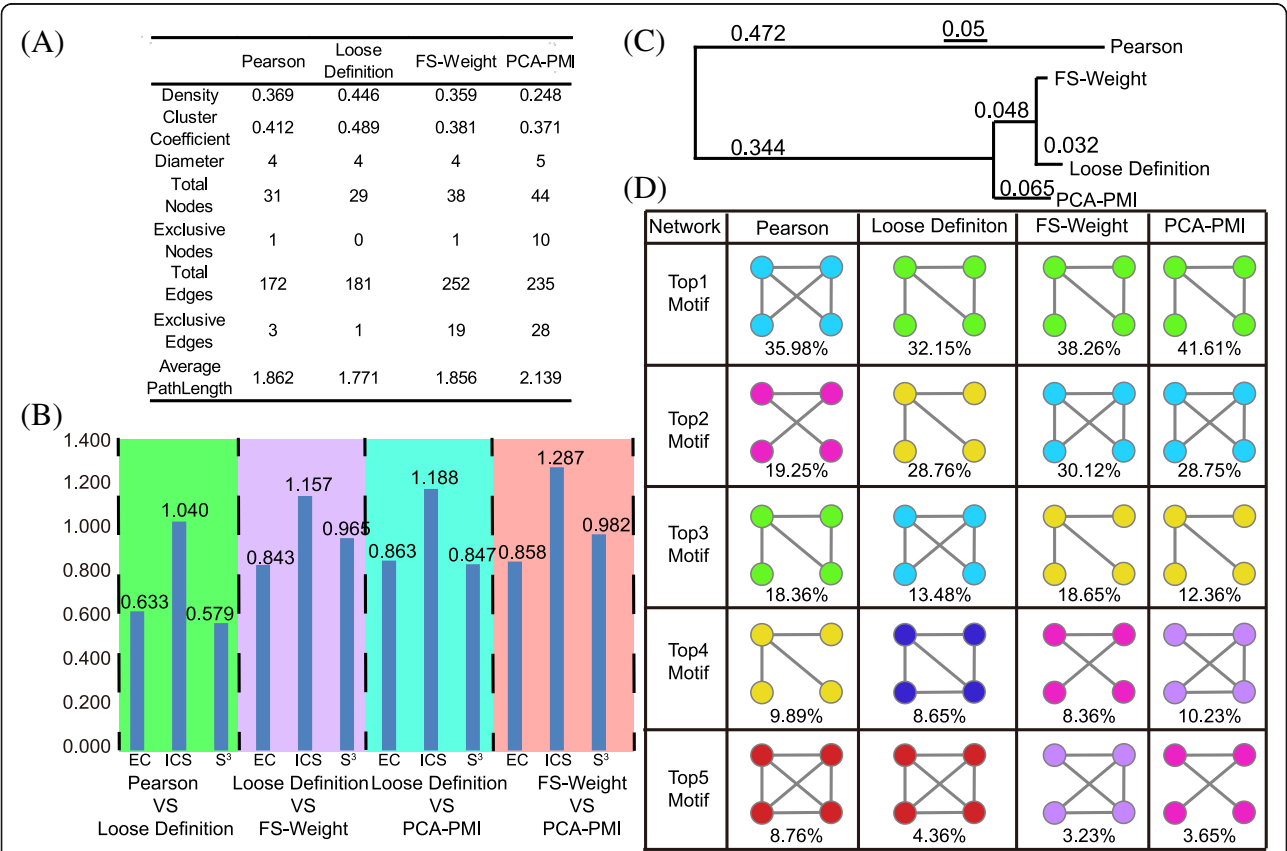 (A)
Pearson Loose Definition FS-Weight PCA-PMI
Density 0.369 0.446 0.359 0.248
Cluster Coefficient 0.412 0.489 0.381 0.371
Diameter 4 4 4 5
Total Nodes 31 29 38 44
Exclusive Nodes 1 0 1 10
Total Edges 172 181 252 235
Exclusive Edges 3 1 19 28
Average PathLength 1.862 1.771 1.856 2.139
(B)
1.400
1.200
1.000
0.800
0.600
0.400
0.200
0.000
0.633 1.040 0.579
0.843 1.157 0.965
0.863 1.188 0.847
0.858 1.287 0.982
EC ICS S³ EC ICS S³ EC ICS S³ EC ICS S³
Pearson VS Loose Definition
Loose Definition VS FS-Weight
Loose Definition VS PCA-PMI
FS-Weight VS PCA-PMI
(C)
0.472
0.05
Pearson
FS-Weight
0.048
0.032
Loose Definition
0.344
0.065
PCA-PMI
(D)
Network Pearson Loose Definiton FS-Weight PCA-PMI
Top1 Motif
35.98% 32.15% 38.26% 41.61%
Top2 Motif
19.25% 28.76% 30.12% 28.75%
Top3 Motif
18.36% 13.48% 18.65% 12.36%
Top4 Motif
9.89% 8.65% 8.36% 10.23%
Top5 Motif
8.76% 4.36% 3.23% 3.65%